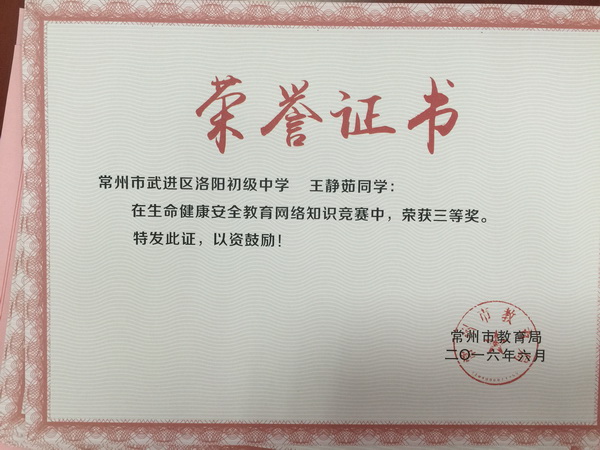 荣誉证书
常州市武进区洛阳初级中学 王静茹同学：
在生命健康安全教育网络知识竞赛中，荣获三等奖。
特发此证，以资鼓励！
常州市教育局
二〇一六年六月